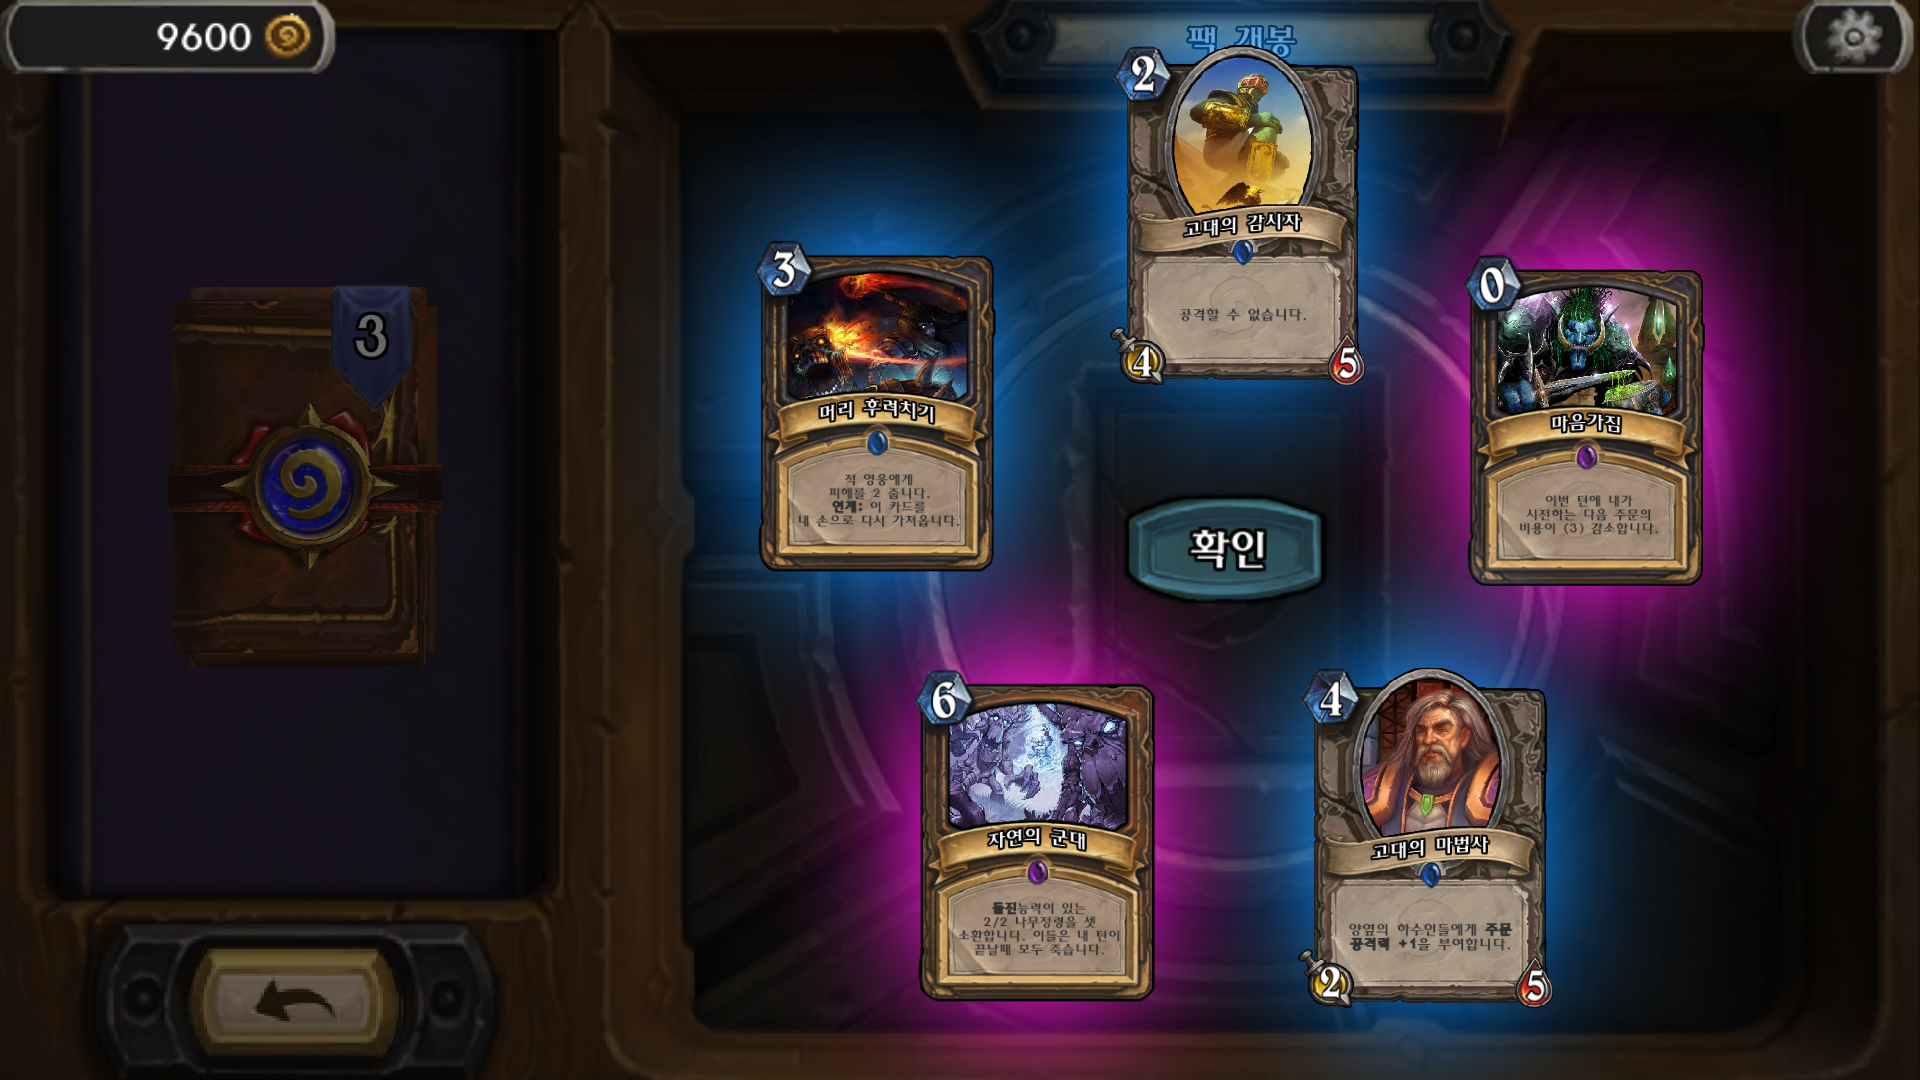 9600
팩 개봉
3
2
고대의 감시자
공격할 수 없습니다.
4
5
3
머리 후려치기
적 영웅에게
피해를 2 줍니다.
연계: 이 카드를
내 손으로 다시 가져옵니다.
0
마음가짐
이번 턴에 내가
시전하는 다음 주문의
비용이 (3) 감소합니다.
확인
6
자연의 군대
돌진능력이 있는
2/2 나무정령을 셋
소환합니다. 이들은 내 턴이
끝날때 모두 죽습니다.
4
고대의 마법사
양옆의 하수인들에게 주문
공격력 +1을 부여합니다.
2
5